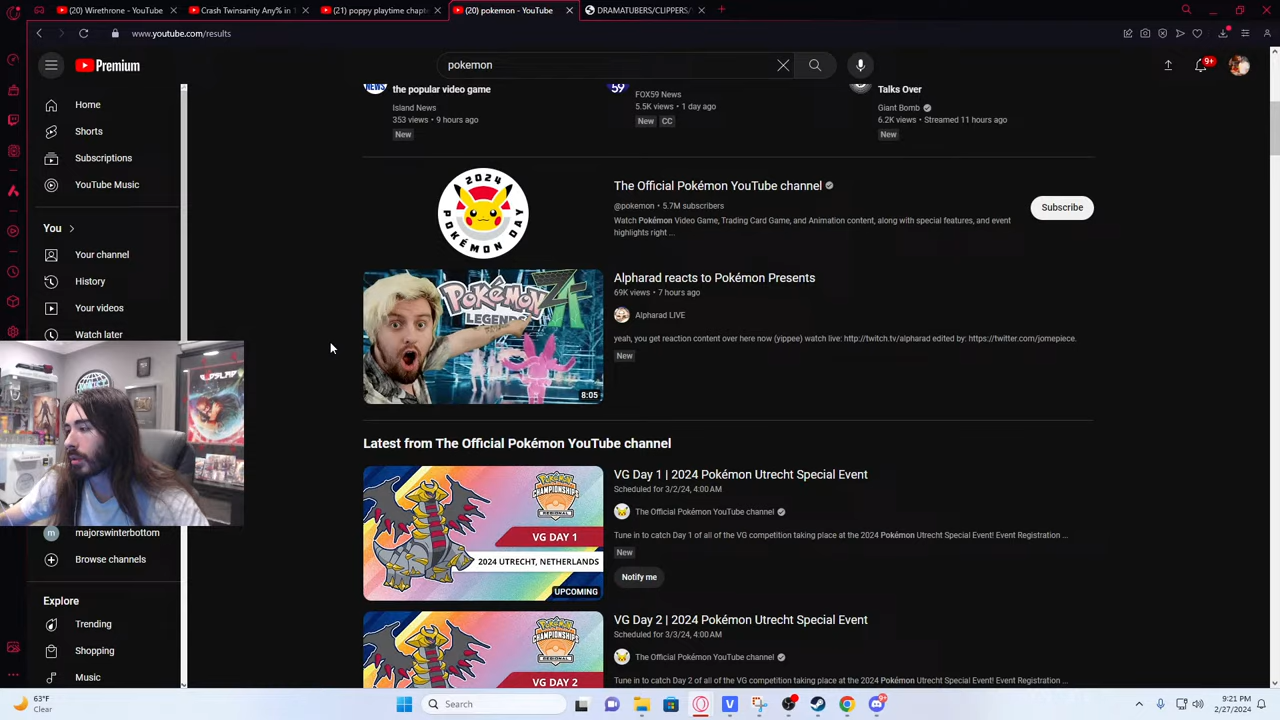 (20) Wirethrone - YouTube
Crash Twinsanity Any% in 1
(21) poppy playtime chapt
(20) pokemon - YouTube
DRAMATUBERS/CLIPPERS/
www.youtube.com/results
Premium
pokemon
9+
Home
Shorts
Subscriptions
YouTube Music
You
Your channel
History
Your videos
Watch later
majorswinterbottom
Browse channels
Explore
Trending
Shopping
Music
NEWS
the popular video game
Island News
353 views • 9 hours ago
New
59
FOX59 News
5.5K views • 1 day ago
New CC
Talks Over
Giant Bomb
6.2K views • Streamed 11 hours ago
New
2024
POKÉMON DAY
The Official Pokémon YouTube channel
@pokemon • 5.7M subscribers
Watch Pokémon Video Game, Trading Card Game, and Animation content, along with special features, and event
highlights right ...
Subscribe
POKÉMON
LEGENDS
ZA
8:05
Alpharad reacts to Pokémon Presents
69K views • 7 hours ago
Alpharad LIVE
yeah, you get reaction content over here now (yippee) watch live: http://twitch.tv/alpharad edited by: https://twitter.com/jomepiece.
New
Latest from The Official Pokémon YouTube channel
Pokémon
CHAMPIONSHIPS
REGIONAL
VG DAY 1
2024 UTRECHT, NETHERLANDS
UPCOMING
VG Day 1 | 2024 Pokémon Utrecht Special Event
Scheduled for 3/2/24, 4:00 AM
The Official Pokémon YouTube channel
Tune in to catch Day 1 of all of the VG competition taking place at the 2024 Pokémon Utrecht Special Event! Event Registration ...
New
Notify me
Pokémon
CHAMPIONSHIPS
REGIONAL
VG DAY 2
VG Day 2 | 2024 Pokémon Utrecht Special Event
Scheduled for 3/3/24, 4:00 AM
The Official Pokémon YouTube channel
Tune in to catch Day 2 of all of the VG competition taking place at the 2024 Pokémon Utrecht Special Event! Event Registration ...
63°F
Clear
Search
9+
9:21 PM
2/27/2024